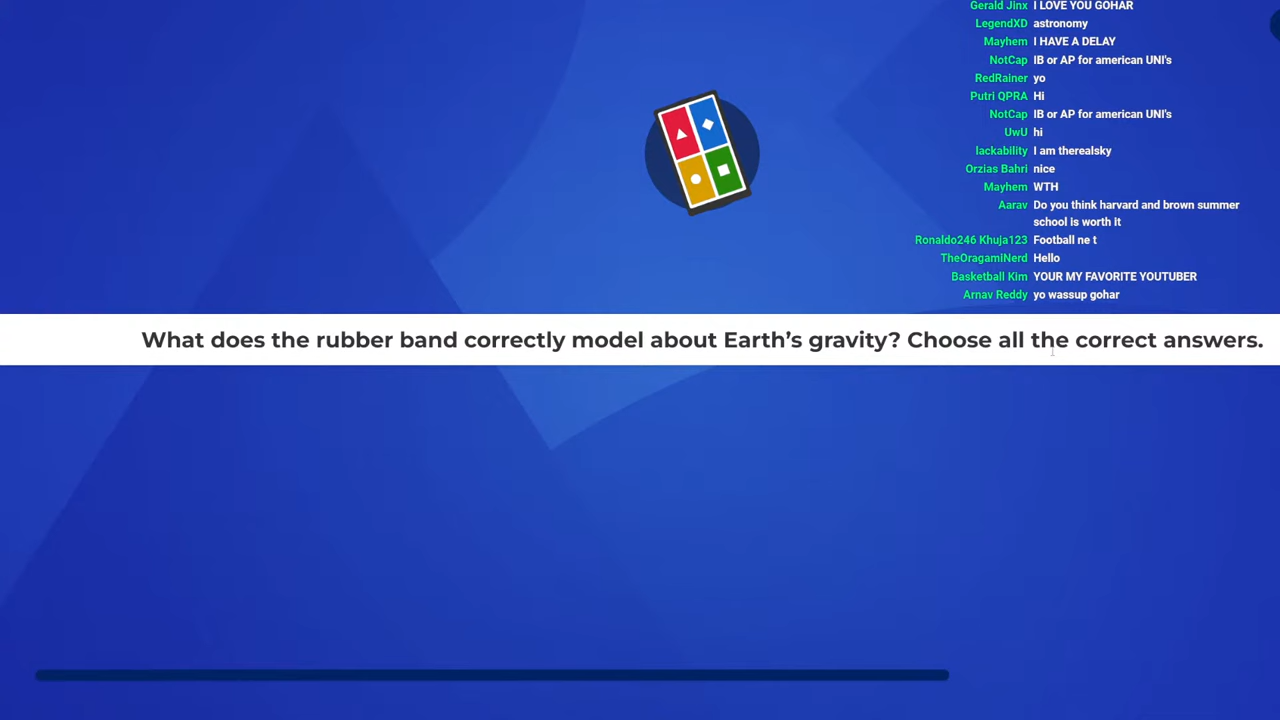 Gerald Jinx I LOVE YOU GOHAR
LegendXD astronomy
Mayhem I HAVE A DELAY
NotCap IB or AP for american UNI's
RedRainer yo
Putri QPRA Hi
NotCap IB or AP for american UNI's
UwU hi
lackability I am therealsky
Orzias Bahri nice
Mayhem WTH
Aarav Do you think harvard and brown summer
school is worth it
Ronaldo246 Khuja123 Football ne t
TheOragamiNerd Hello
Basketball Kim YOUR MY FAVORITE YOUTUBER
Arnav Reddy yo wassup gohar
What does the rubber band correctly model about Earth’s gravity? Choose all the correct answers.